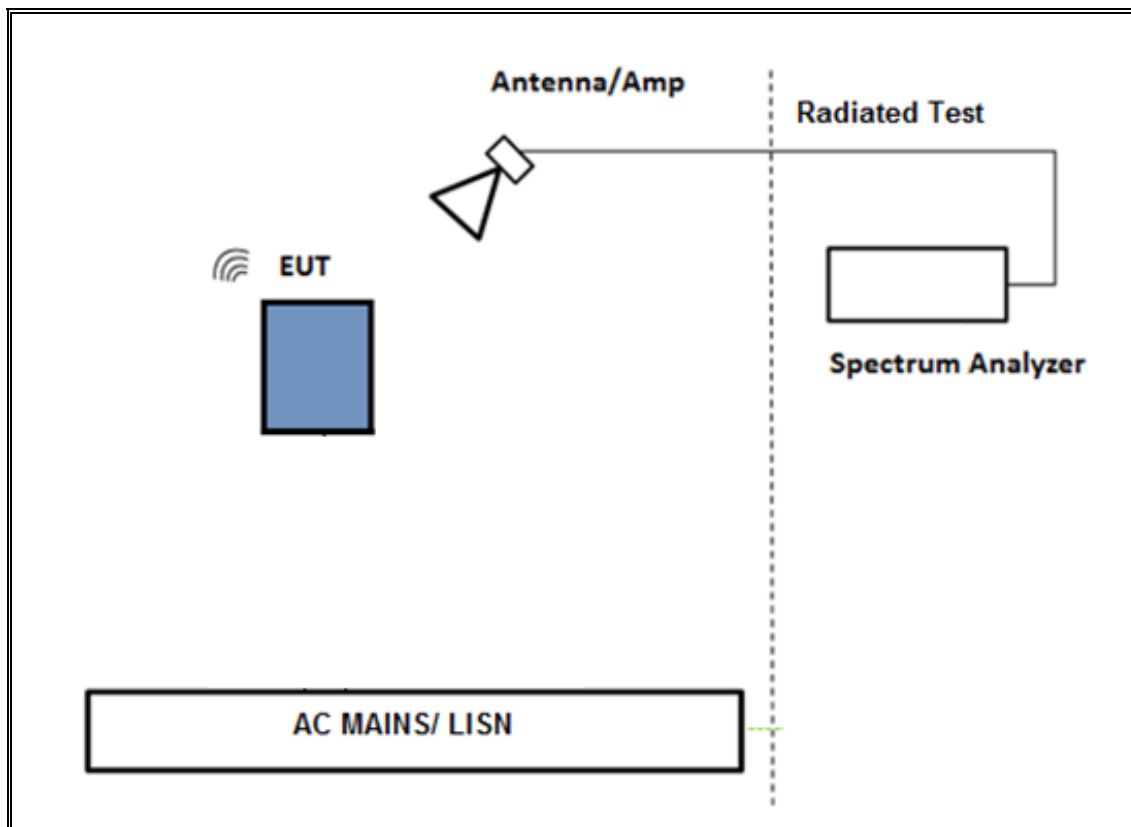 Antenna/Amp
Radiated Test
EUT
Spectrum Analyzer
AC MAINS/ LISN